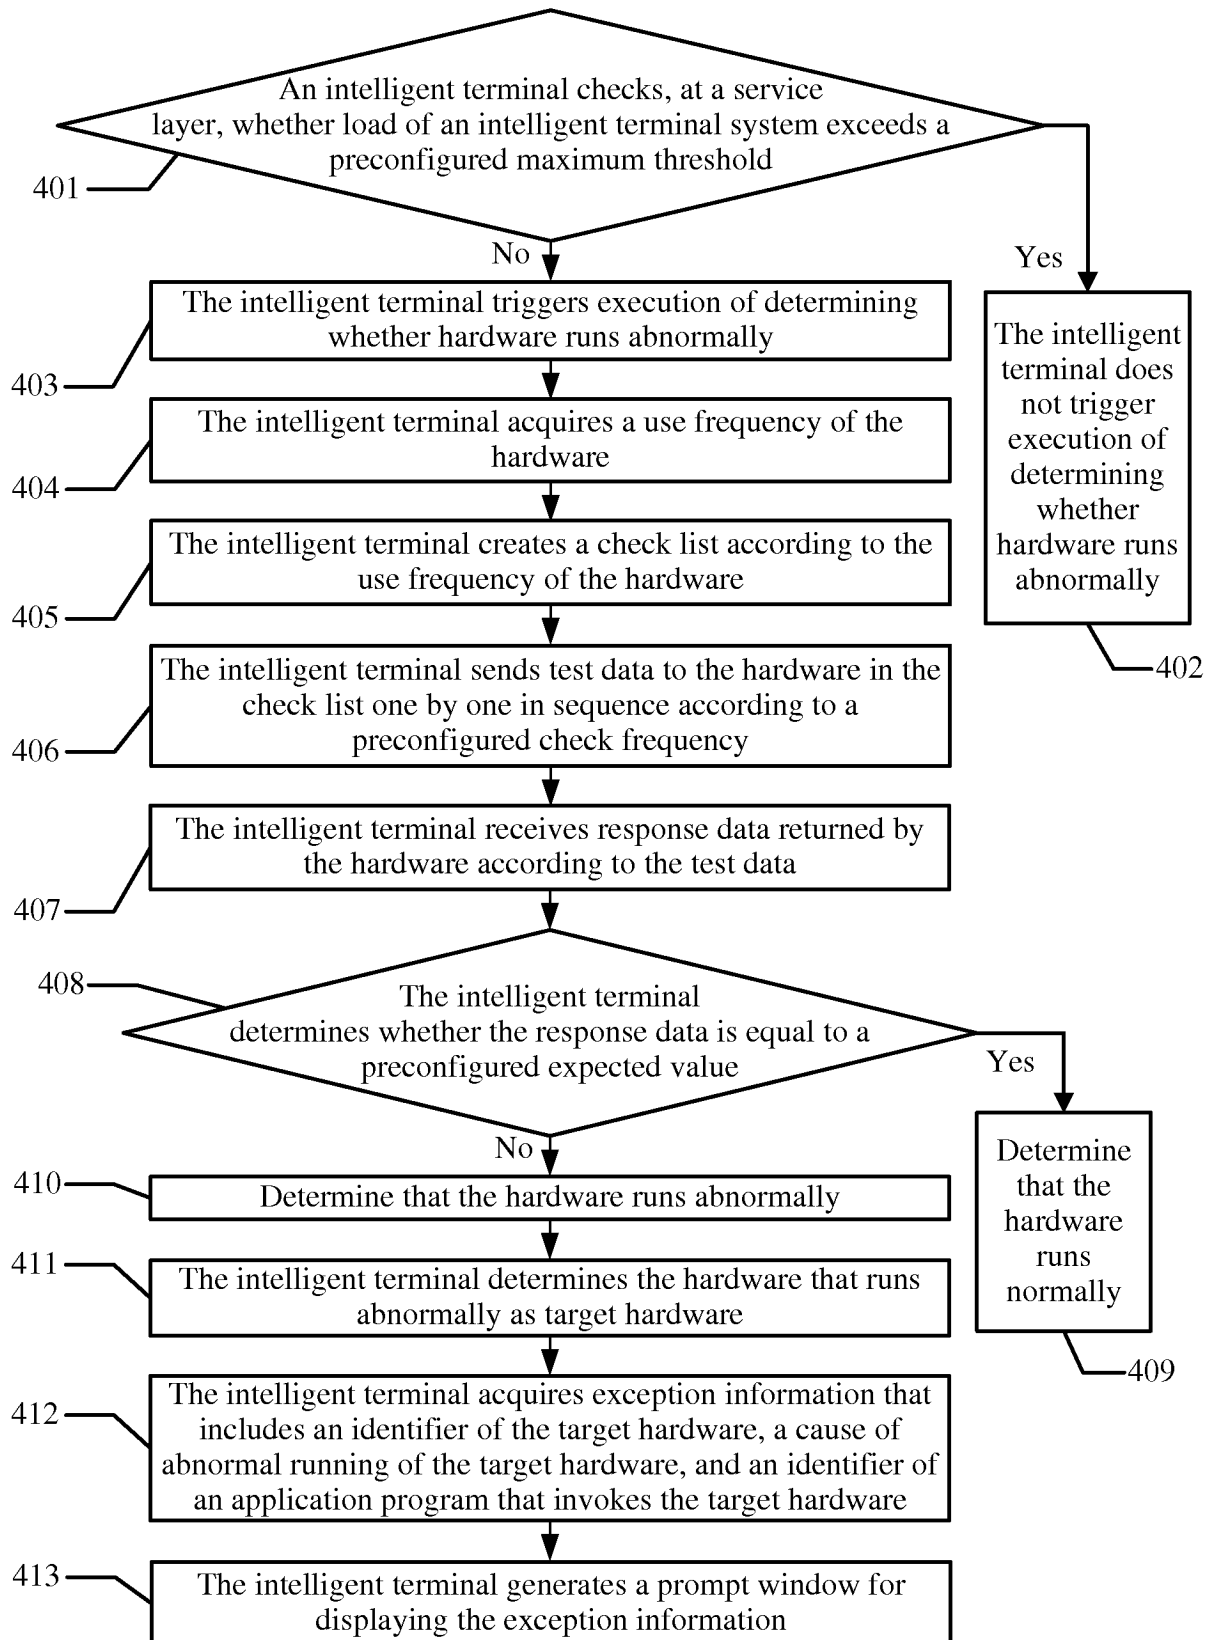 An intelligent terminal checks, at a service
layer, whether load of an intelligent terminal system exceeds a
preconfigured maximum threshold
401
No
Yes
The intelligent terminal triggers execution of determining
whether hardware runs abnormally
403
The intelligent
terminal does
not trigger
execution of
determining
whether
hardware runs
abnormally
402
The intelligent terminal acquires a use frequency of the
hardware
404
The intelligent terminal creates a check list according to the
use frequency of the hardware
405
The intelligent terminal sends test data to the hardware in the
check list one by one in sequence according to a
preconfigured check frequency
406
The intelligent terminal receives response data returned by
the hardware according to the test data
407
408
The intelligent terminal
determines whether the response data is equal to a
preconfigured expected value
Yes
No
Determine
that the
hardware
runs
normally
409
410
Determine that the hardware runs abnormally
411
The intelligent terminal determines the hardware that runs
abnormally as target hardware
412
The intelligent terminal acquires exception information that
includes an identifier of the target hardware, a cause of
abnormal running of the target hardware, and an identifier of
an application program that invokes the target hardware
413
The intelligent terminal generates a prompt window for
displaying the exception information